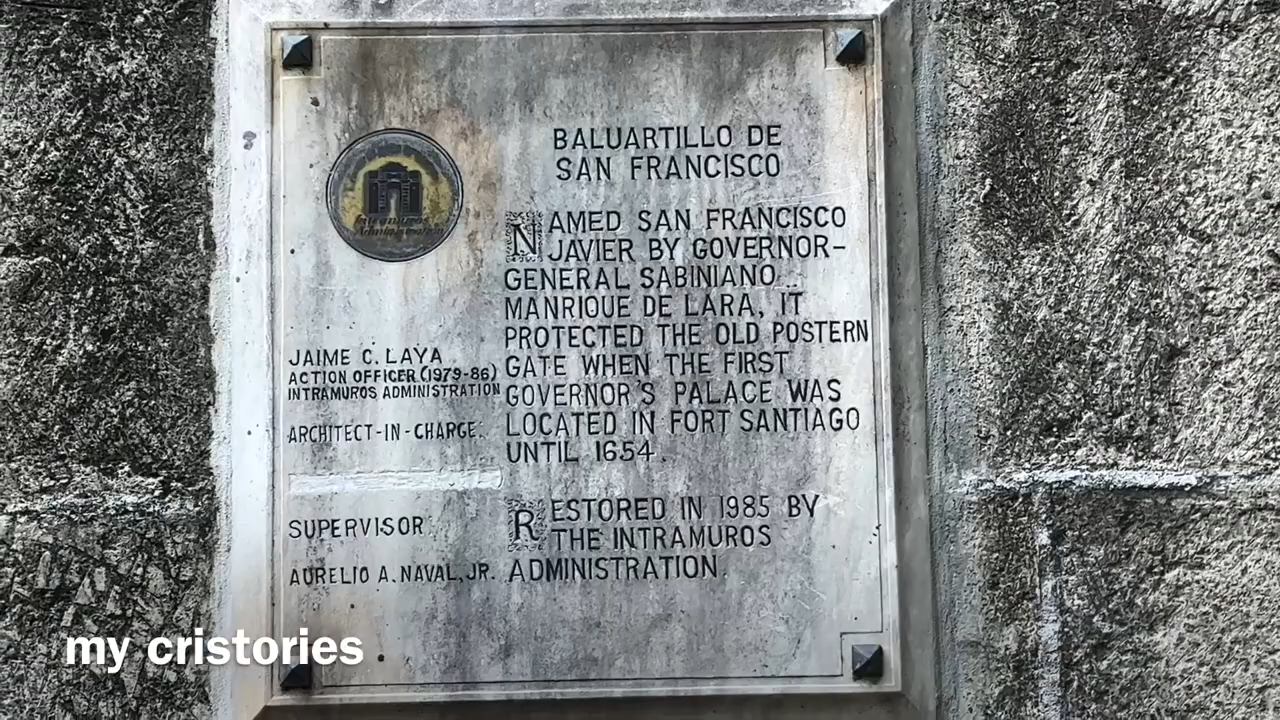 BALUARTILLO DE
SAN FRANCISCO
NAMED SAN FRANCISCO
JAVIER BY GOVERNOR-
GENERAL SABINIANO
MANRIQUE DE LARA, IT
PROTECTED THE OLD POSTERN
GATE WHEN THE FIRST
GOVERNOR'S PALACE WAS
LOCATED IN FORT SANTIAGO
UNTIL 1654.
RESTORED IN 1985 BY
THE INTRAMUROS
ADMINISTRATION.
Intramuros
Administration
JAIME C. LAYA
ACTION OFFICER (1979-86)
INTRAMUROS ADMINISTRATION
ARCHITECT-IN-CHARGE:
SUPERVISOR
AURELIO A. NAVAL, JR.
my cristories